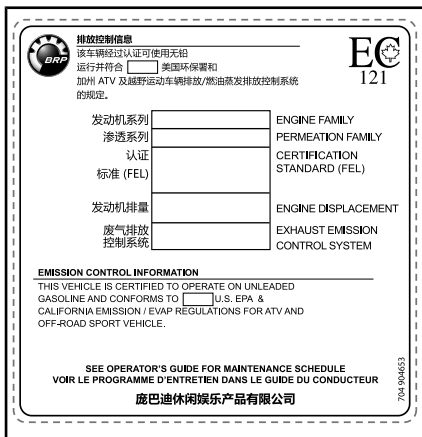 BRP
排放控制信息
该车辆经过认证可使用无铅
运行并符合 美国环保署和
加州 ATV 及越野运动车辆排放/燃油蒸发排放控制系统
的规定。
EC
121
发动机系列 ENGINE FAMILY
渗透系列 PERMEATION FAMILY
认证 CERTIFICATION
标准 (FEL) STANDARD (FEL)
发动机排量 ENGINE DISPLACEMENT
废气排放 EXHAUST EMISSION
控制系统 CONTROL SYSTEM
EMISSION CONTROL INFORMATION
THIS VEHICLE IS CERTIFIED TO OPERATE ON UNLEADED
GASOLINE AND CONFORMS TO U.S. EPA &
CALIFORNIA EMISSION / EVAP REGULATIONS FOR ATV AND
OFF-ROAD SPORT VEHICLE.
SEE OPERATOR'S GUIDE FOR MAINTENANCE SCHEDULE
VOIR LE PROGRAMME D'ENTRETIEN DANS LE GUIDE DU CONDUCTEUR
庞巴迪休闲娱乐产品有限公司
704 904653